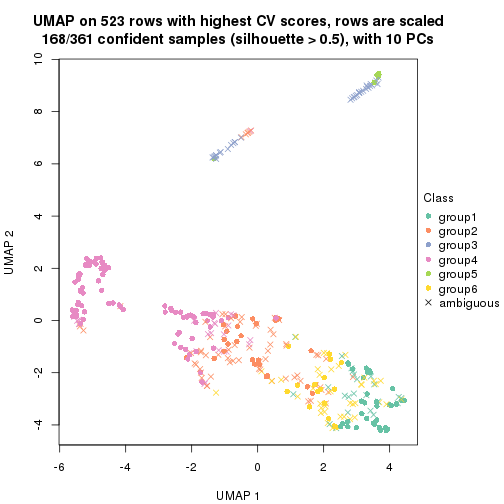 UMAP on 523 rows with highest CV scores, rows are scaled
168/361 confident samples (silhouette > 0.5), with 10 PCs
10
8
6
4
2
0
-2
-4
UMAP 2
-6
-4
-2
0
2
4
UMAP 1
Class
group1
group2
group3
group4
group5
group6
ambiguous